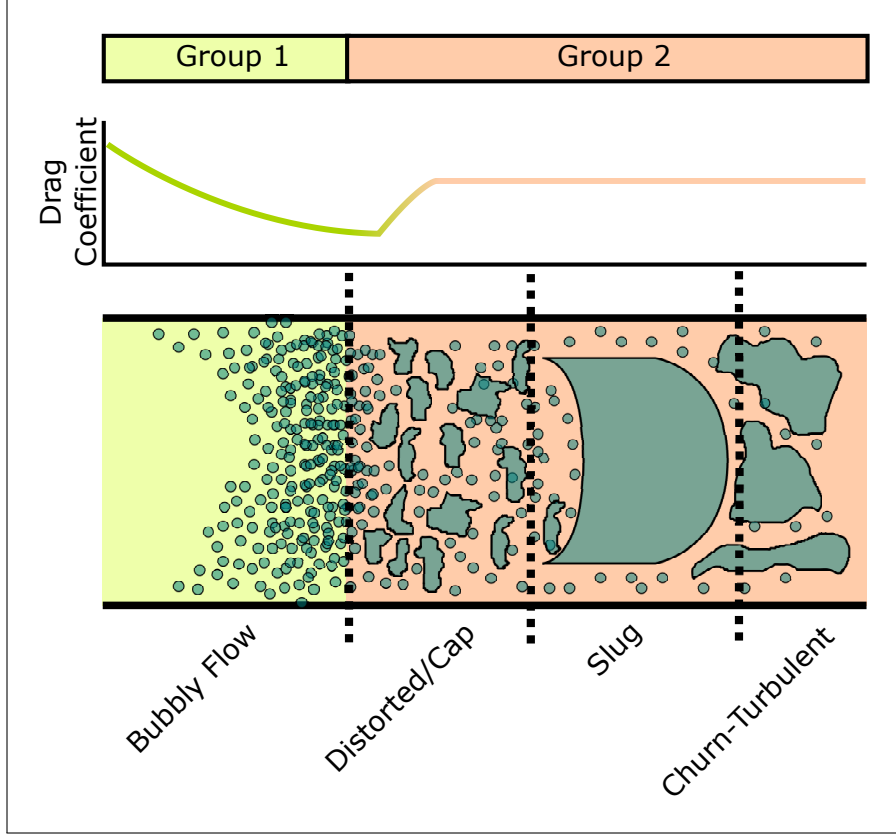 Group 1
Group 2
Drag
Coefficient
Bubbly Flow
Distorted/Cap
Slug
Churn-Turbulent